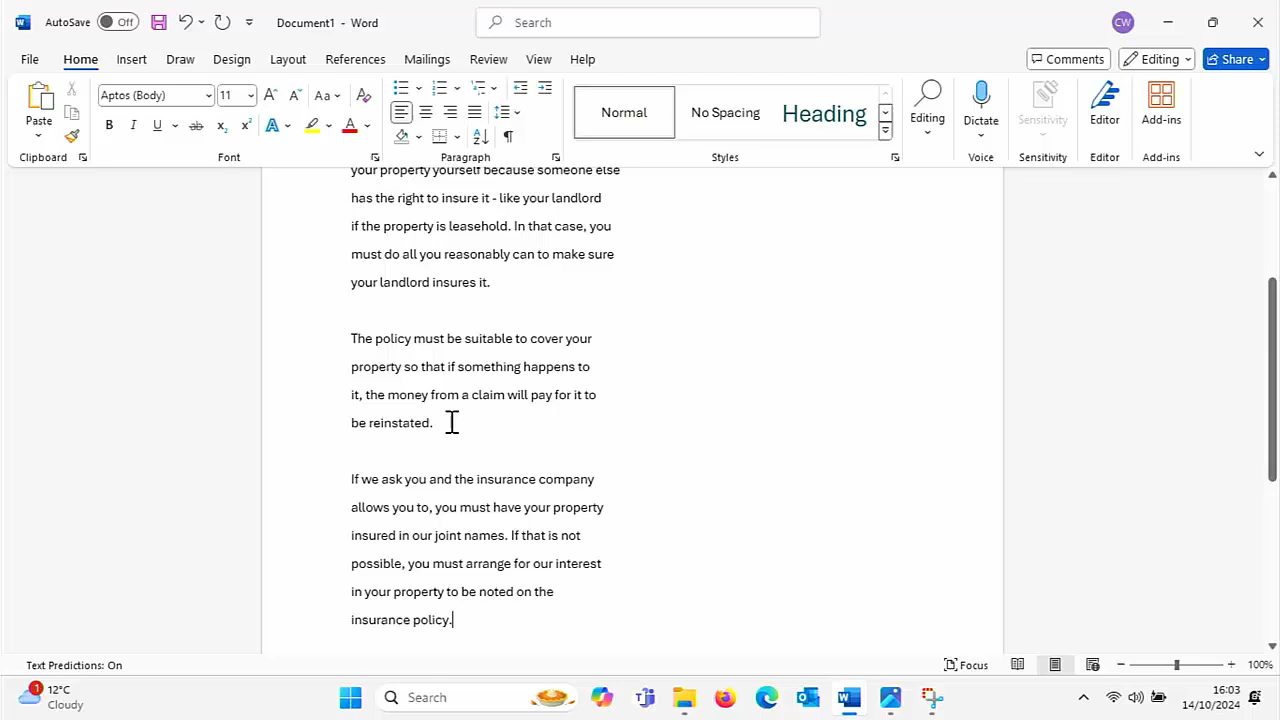 AutoSave Off Document1 - Word Search CW
File Home Insert Draw Design Layout References Mailings Review View Help Comments Editing Share
Paste Aptos (Body) 11 Normal No Spacing Heading Editing Dictate Sensitivity Editor Add-ins
Clipboard Font Paragraph Styles Voice Sensitivity Editor Add-ins
your property yourself because someone else
has the right to insure it - like your landlord
if the property is leasehold. In that case, you
must do all you reasonably can to make sure
your landlord insures it.
The policy must be suitable to cover your
property so that if something happens to
it, the money from a claim will pay for it to
be reinstated.
If we ask you and the insurance company
allows you to, you must have your property
insured in our joint names. If that is not
possible, you must arrange for our interest
in your property to be noted on the
insurance policy.
Text Predictions: On Focus 100%
1 12°C Search 16:03
Cloudy 14/10/2024